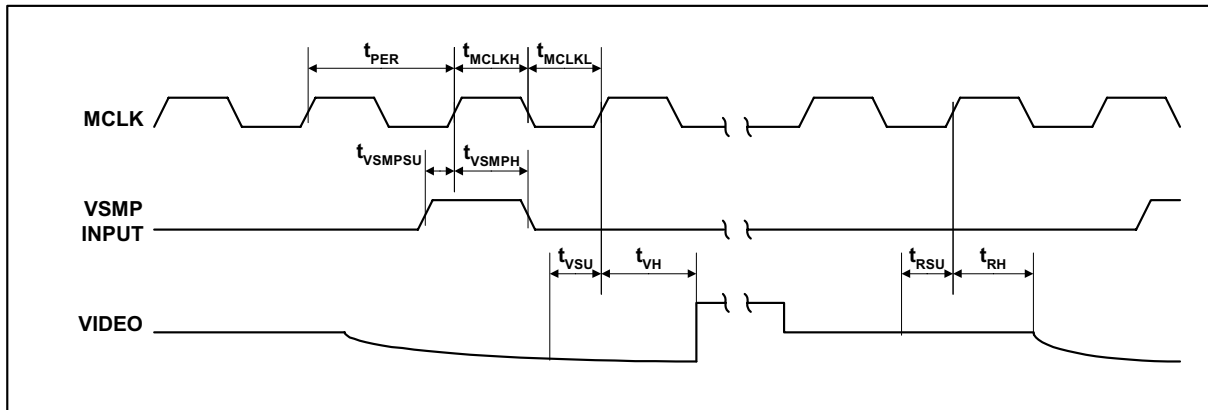 tPER tMCLKH tMCLKL
MCLK
tVSMPSU tVSMPH
VSMP
INPUT
tVSU tVH tRSU tRH
VIDEO